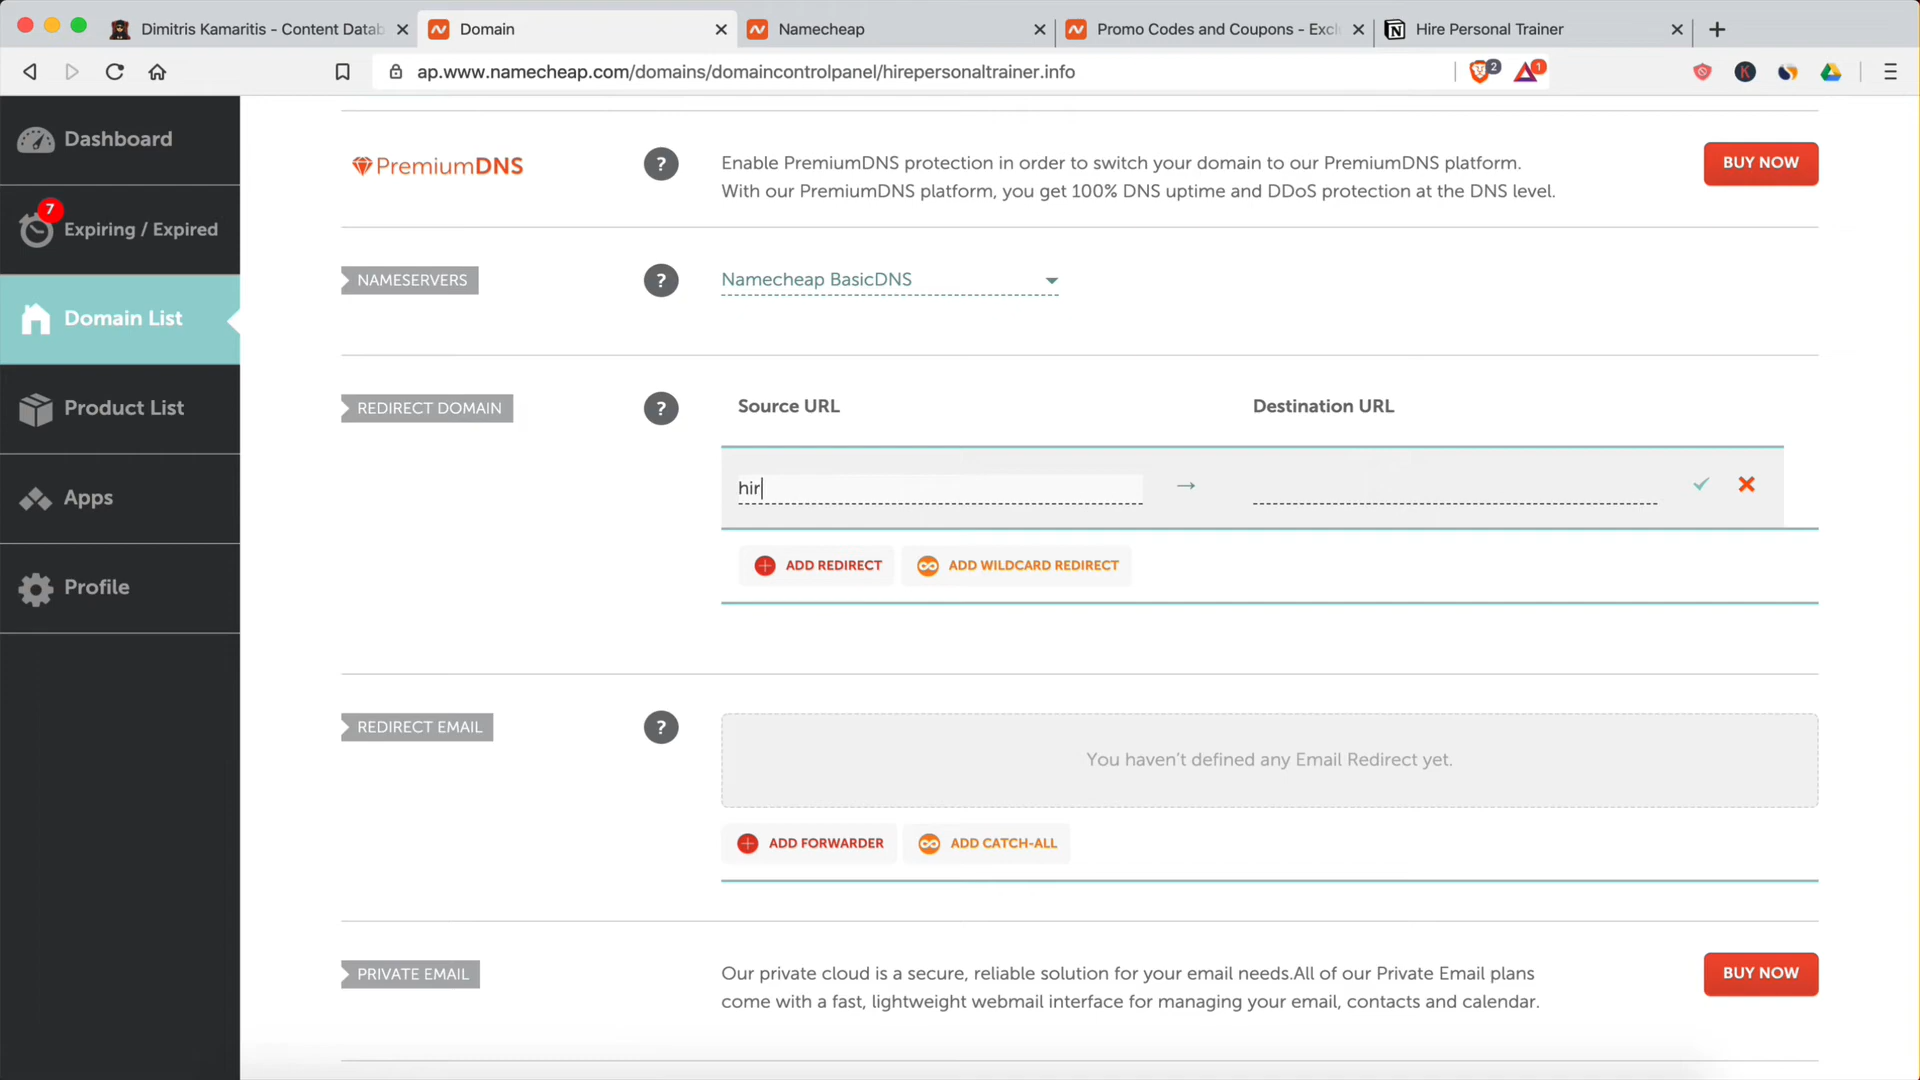 Dimitris Kamaritis - Content Datab
Domain
Namecheap
Promo Codes and Coupons - Excl
Hire Personal Trainer
ap.www.namecheap.com/domains/domaincontrolpanel/hirepersonaltrainer.info
2
1
K
Dashboard
7
Expiring / Expired
Domain List
Product List
Apps
Profile
PremiumDNS
?
Enable PremiumDNS protection in order to switch your domain to our PremiumDNS platform.
With our PremiumDNS platform, you get 100% DNS uptime and DDoS protection at the DNS level.
BUY NOW
NAMESERVERS
?
Namecheap BasicDNS
REDIRECT DOMAIN
?
Source URL
Destination URL
hir
ADD REDIRECT
ADD WILDCARD REDIRECT
REDIRECT EMAIL
?
You haven't defined any Email Redirect yet.
ADD FORWARDER
ADD CATCH-ALL
PRIVATE EMAIL
Our private cloud is a secure, reliable solution for your email needs.All of our Private Email plans
come with a fast, lightweight webmail interface for managing your email, contacts and calendar.
BUY NOW